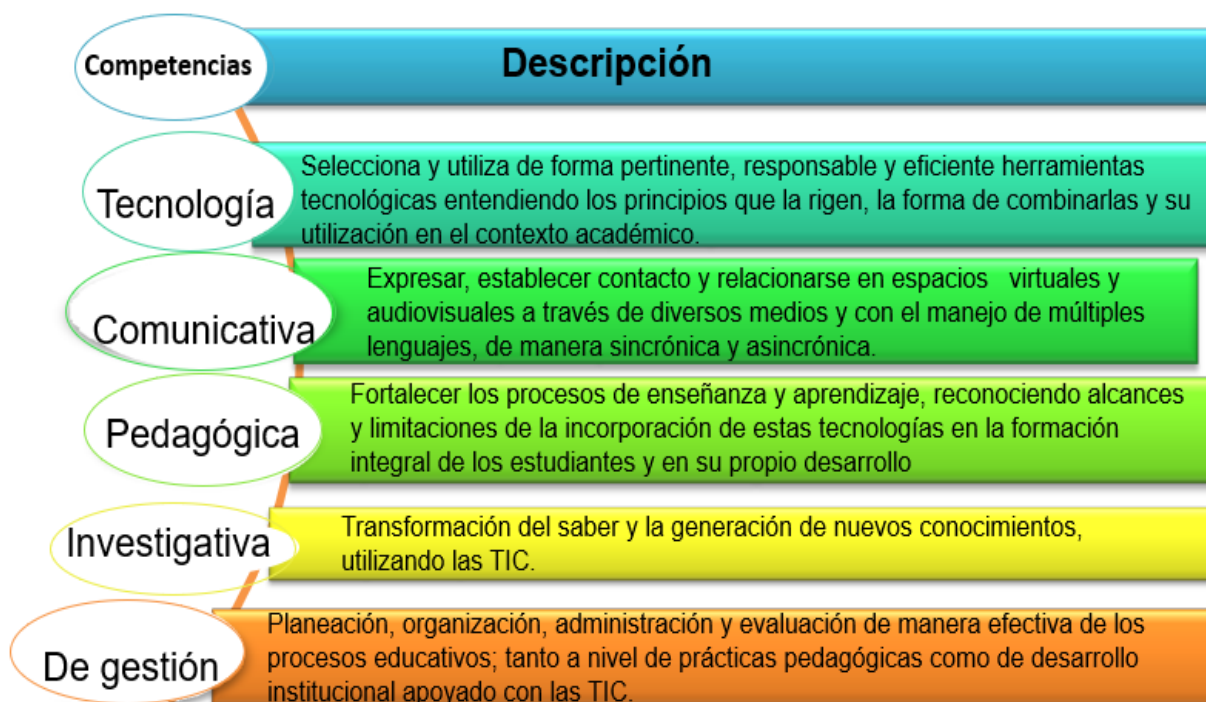 Competencias
Descripción
Tecnología
Selecciona y utiliza de forma pertinente, responsable y eficiente herramientas
tecnológicas entendiendo los principios que la rigen, la forma de combinarlas y su
utilización en el contexto académico.
Comunicativa
Expresar, establecer contacto y relacionarse en espacios virtuales y
audiovisuales a través de diversos medios y con el manejo de múltiples
lenguajes, de manera sincrónica y asincrónica.
Pedagógica
Fortalecer los procesos de enseñanza y aprendizaje, reconociendo alcances
y limitaciones de la incorporación de estas tecnologías en la formación
integral de los estudiantes y en su propio desarrollo
Investigativa
Transformación del saber y la generación de nuevos conocimientos,
utilizando las TIC.
De gestión
Planeación, organización, administración y evaluación de manera efectiva de los
procesos educativos; tanto a nivel de prácticas pedagógicas como de desarrollo
institucional apoyado con las TIC.